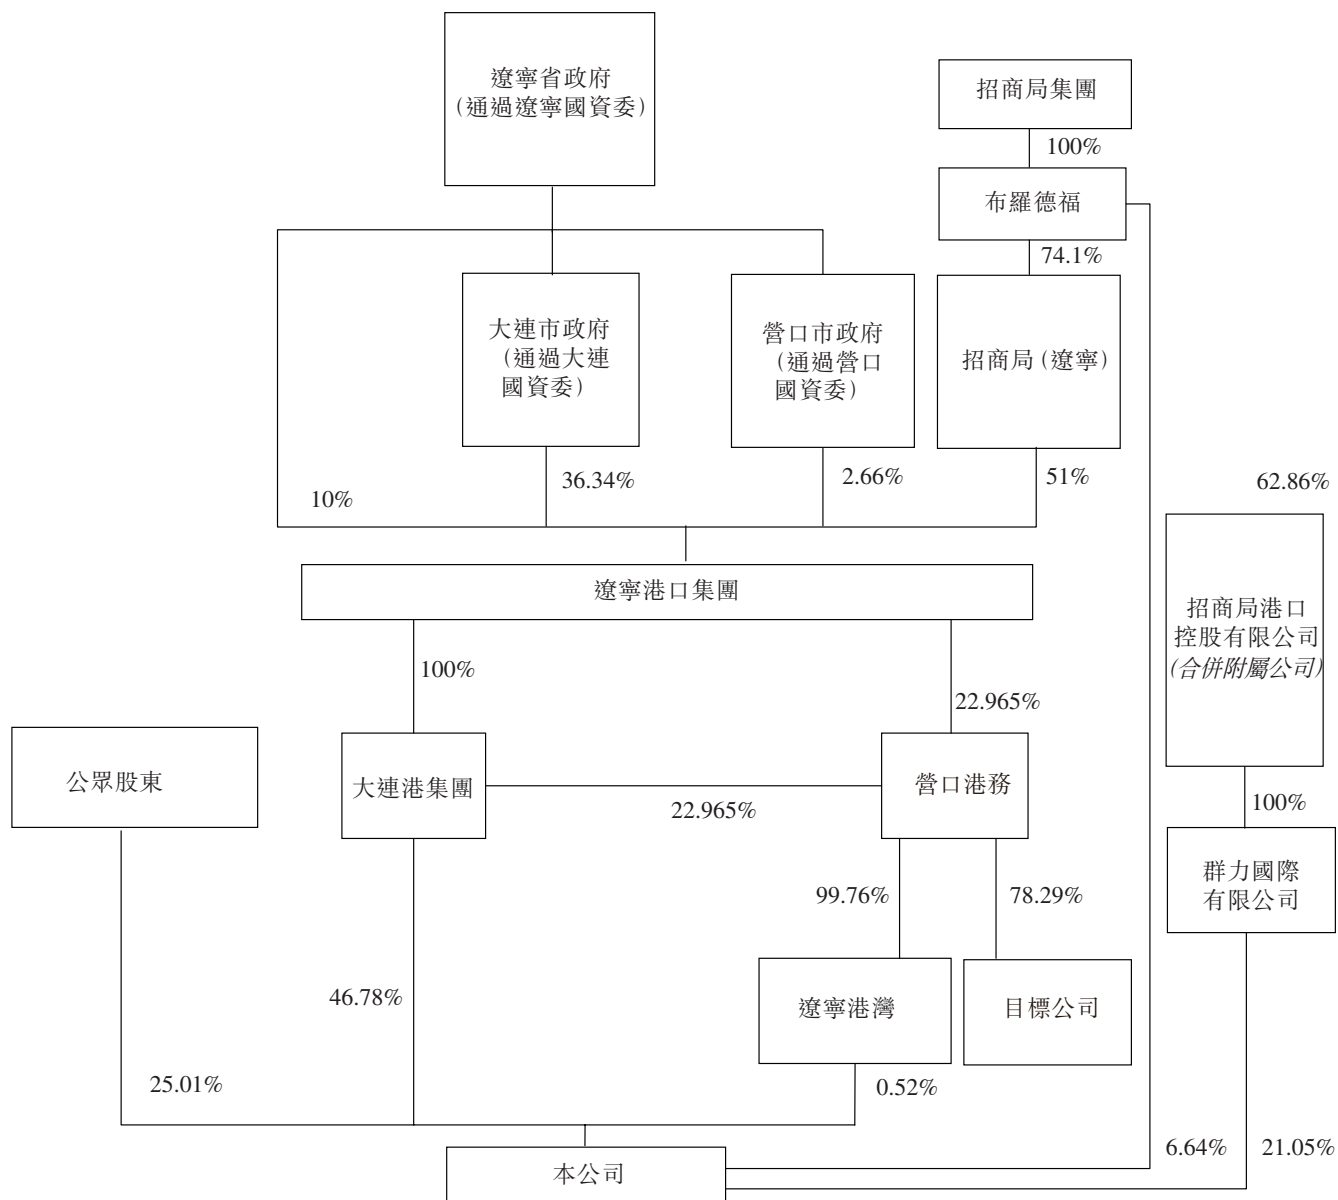 遼寧省政府
（通過遼寧國資委）
招商局集團
100%
布羅德福
74.1%
大連市政府
（通過大連
國資委）
營口市政府
（通過營口
國資委）
招商局（遼寧）
10%
36.34%
2.66%
51%
62.86%
遼寧港口集團
招商局港口
控股有限公司
（合併附屬公司）
100%
22.965%
公眾股東
大連港集團
22.965%
營口港務
100%
群力國際
有限公司
99.76%
78.29%
46.78%
遼寧港灣
目標公司
25.01%
0.52%
本公司
6.64%
21.05%